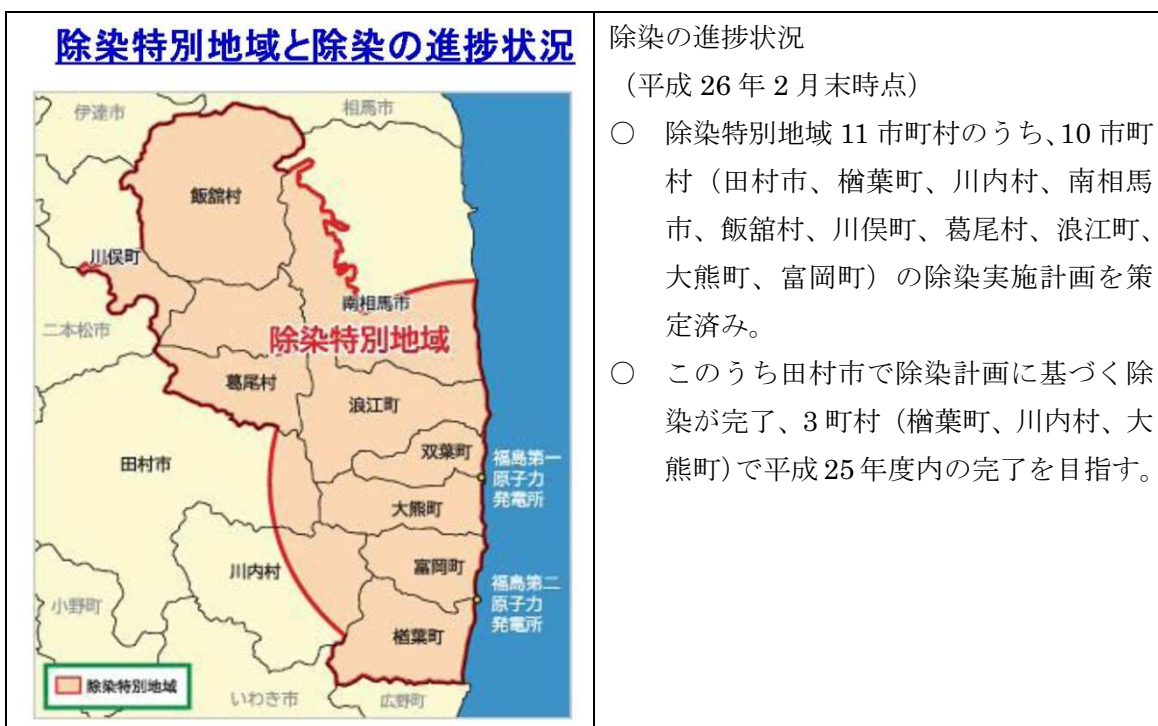 除染特別地域と除染の進捗状況
伊達市
相馬市
飯舘村
川俣町
南相馬市
二本松市
除染特別地域
葛尾村
浪江町
田村市
双葉町
福島第一
原子力
発電所
大熊町
川内村
富岡町
福島第二
原子力
発電所
小野町
楢葉町
除染特別地域
いわき市
広野町
除染の進捗状況
（平成 26 年 2 月末時点）
○ 除染特別地域 11 市町村のうち、10 市町
村（田村市、楢葉町、川内村、南相馬
市、飯舘村、川俣町、葛尾村、浪江町、
大熊町、富岡町）の除染実施計画を策
定済み。
○ このうち田村市で除染計画に基づく除
染が完了、3 町村（楢葉町、川内村、大
熊町）で平成 25 年度内の完了を目指す。